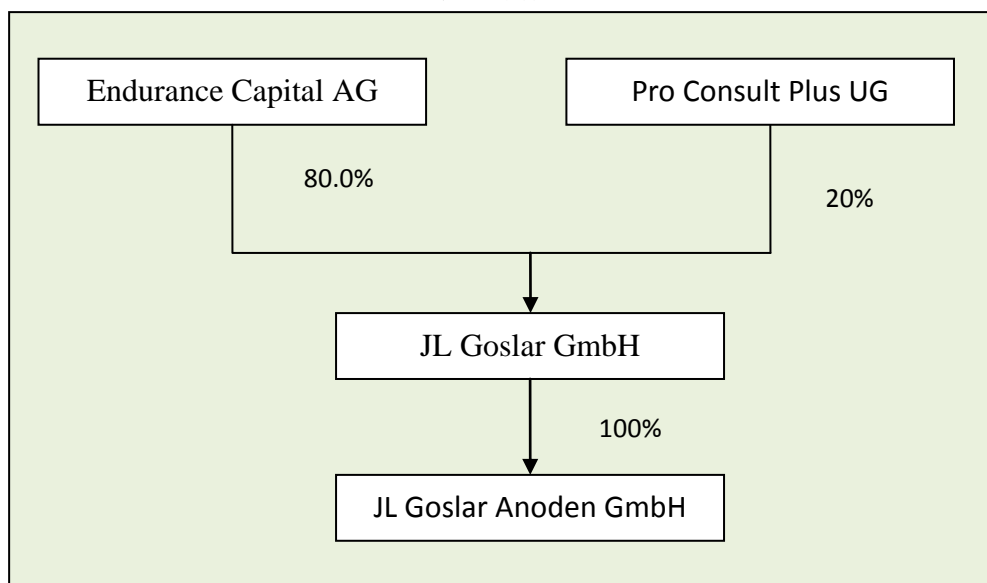 Endurance Capital AG
Pro Consult Plus UG
80.0%
20%
JL Goslar GmbH
100%
JL Goslar Anoden GmbH